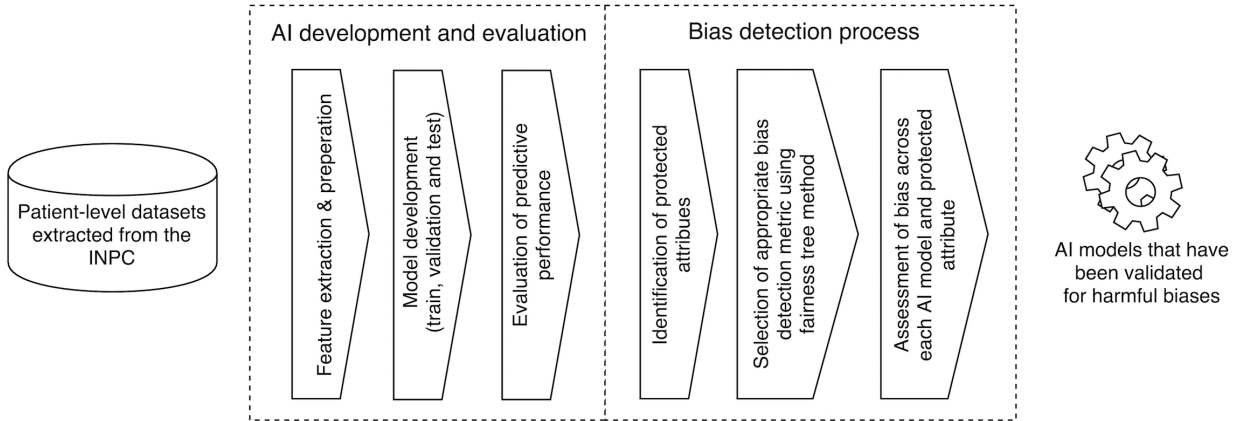 AI development and evaluation
Bias detection process
Patient-level datasets
extracted from the
INPC
Feature extraction & preperation
Model development
(train, validation and test)
Evaluation of predictive
performance
Identification of protected
attribues
Selection of appropriate bias
detection metric using
fairness tree method
Assessment of bias across
each AI model and protected
attribute
AI models that have
been validated
for harmful biases